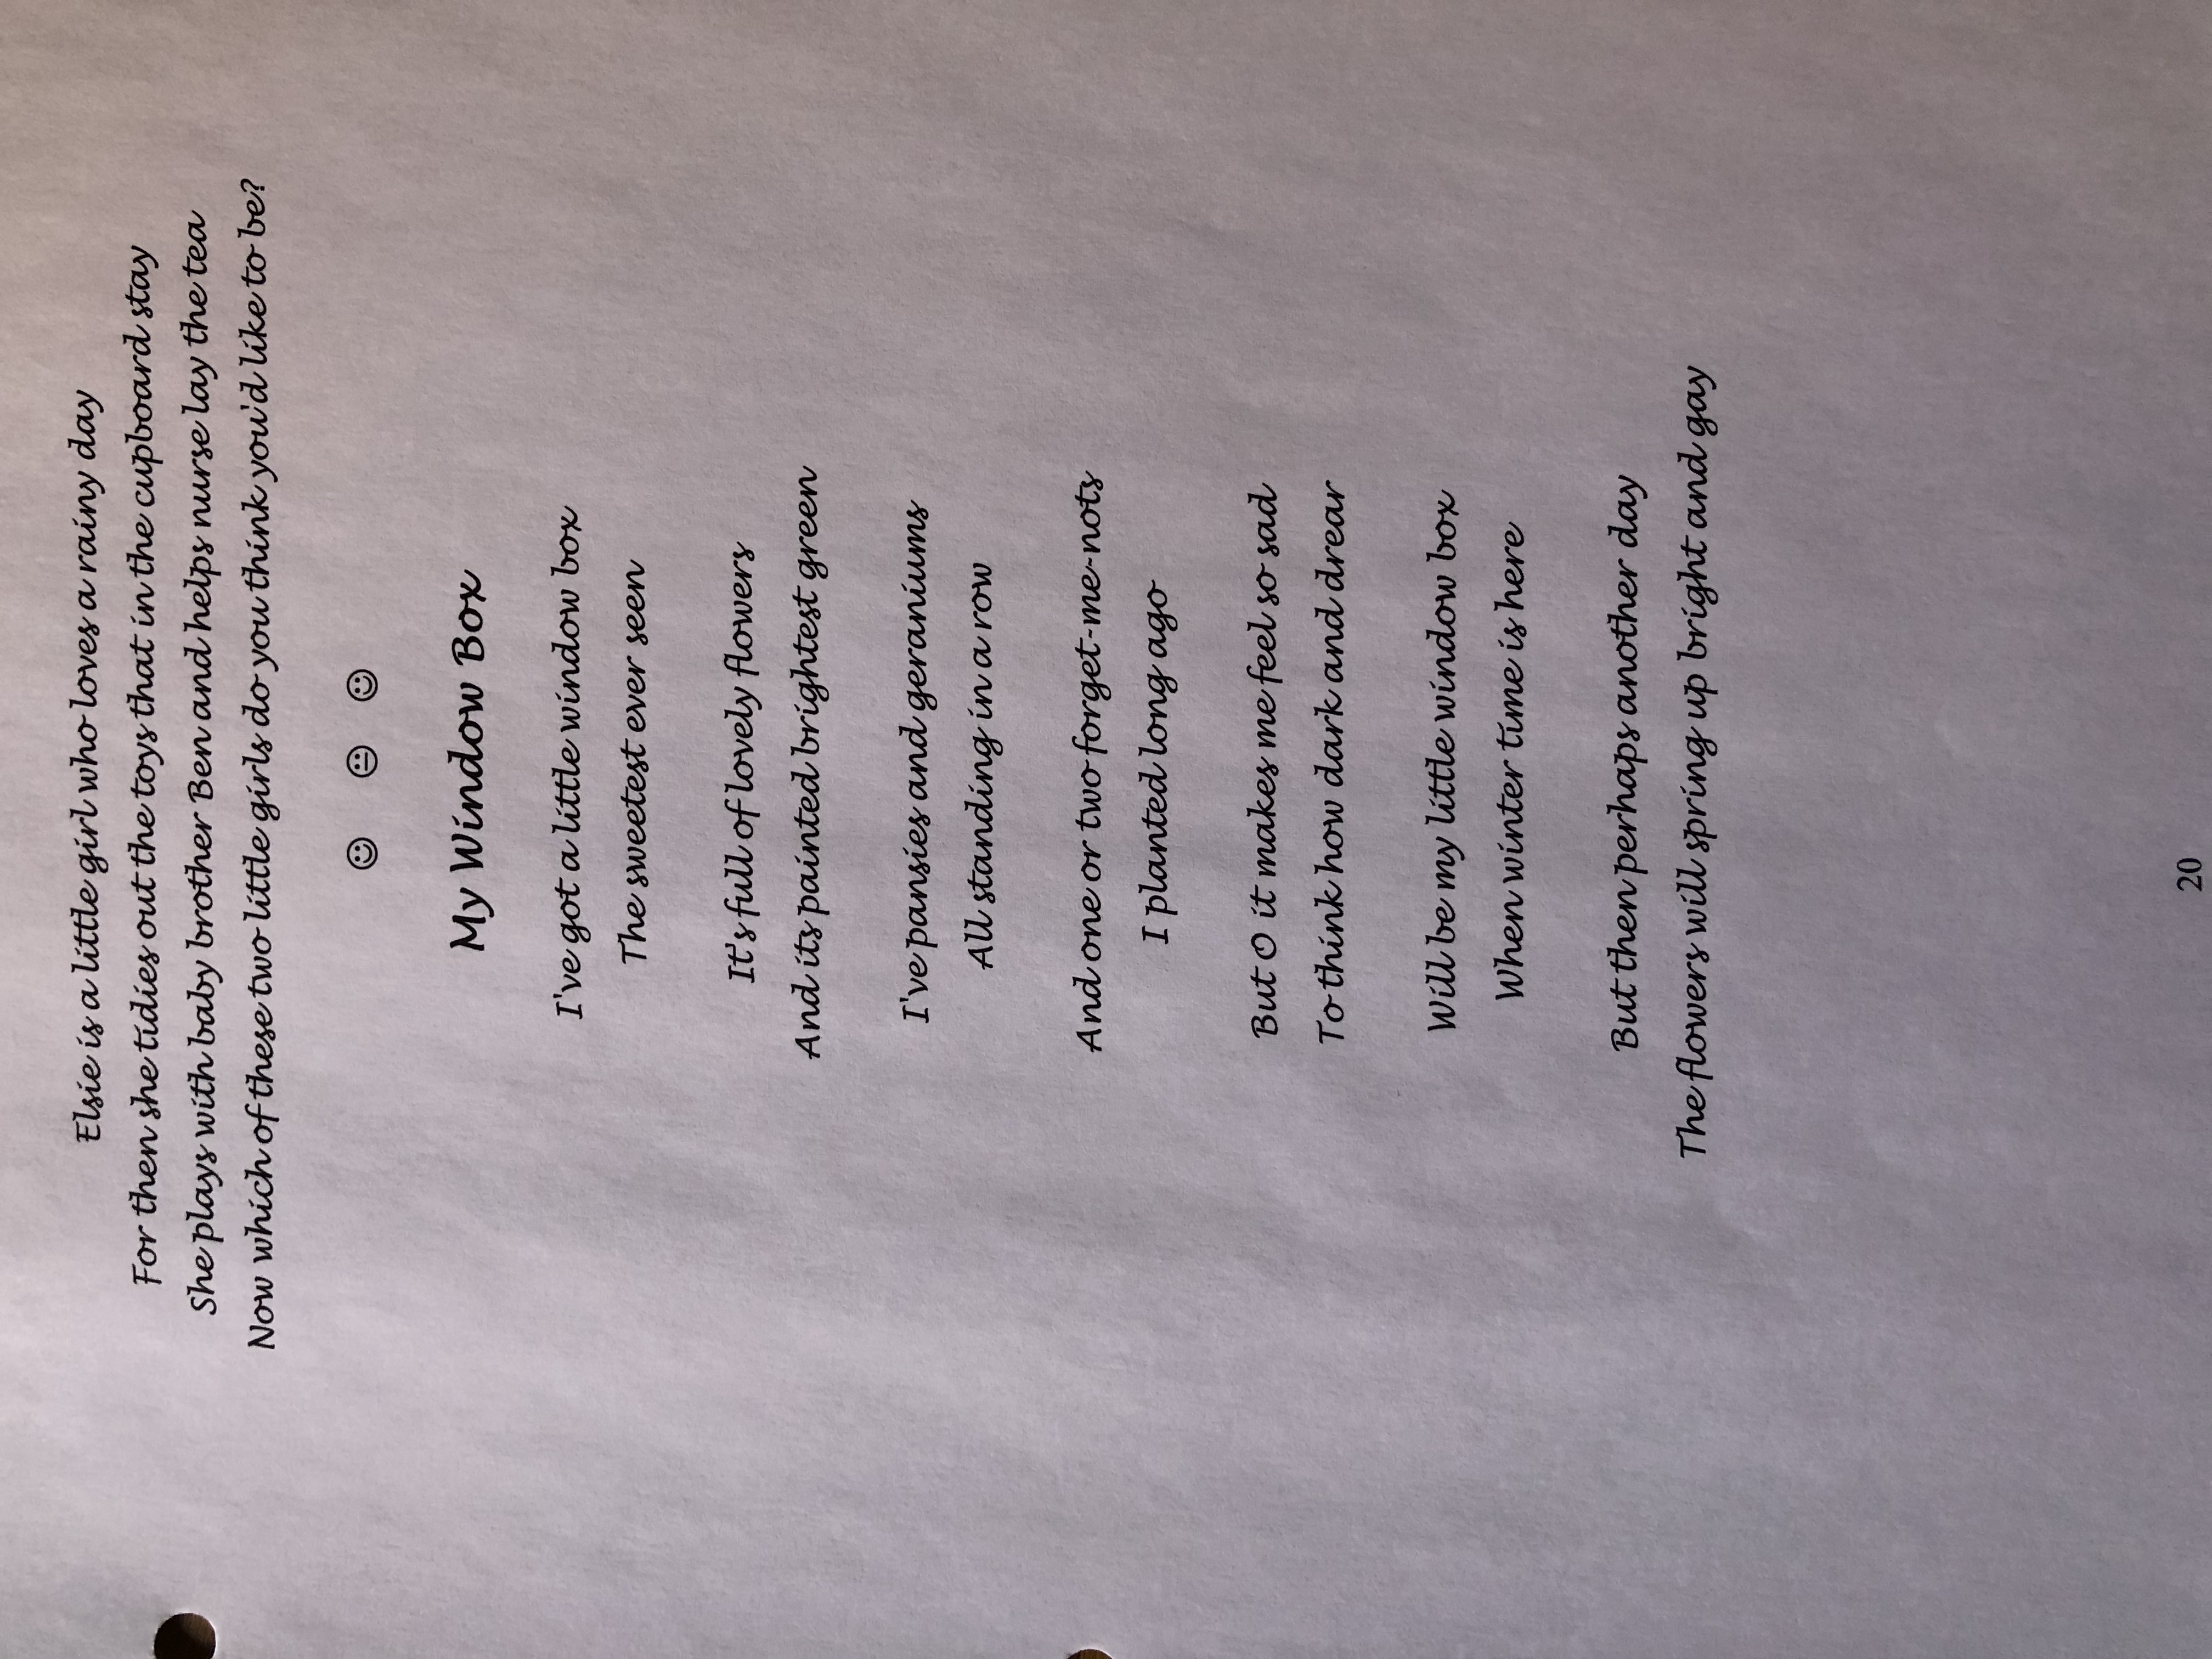 Elsie is a little girl who loves a rainy day
For then she tidies out the toys that in the cupboard stay
She plays with baby brother Ben and helps nurse lay the tea
Now which of these two little girls do you think you'd like to be?
☺ 😐 ☺
My Window Box
I've got a little window box
The sweetest ever seen
It's full of lovely flowers
And its painted brightest green
I've pansies and geraniums
All standing in a row
And one or two forget-me-nots
I planted long ago
But O it makes me feel so sad
To think how dark and drear
Will be my little window box
When winter time is here
But then perhaps another day
The flowers will spring up bright and gay
20